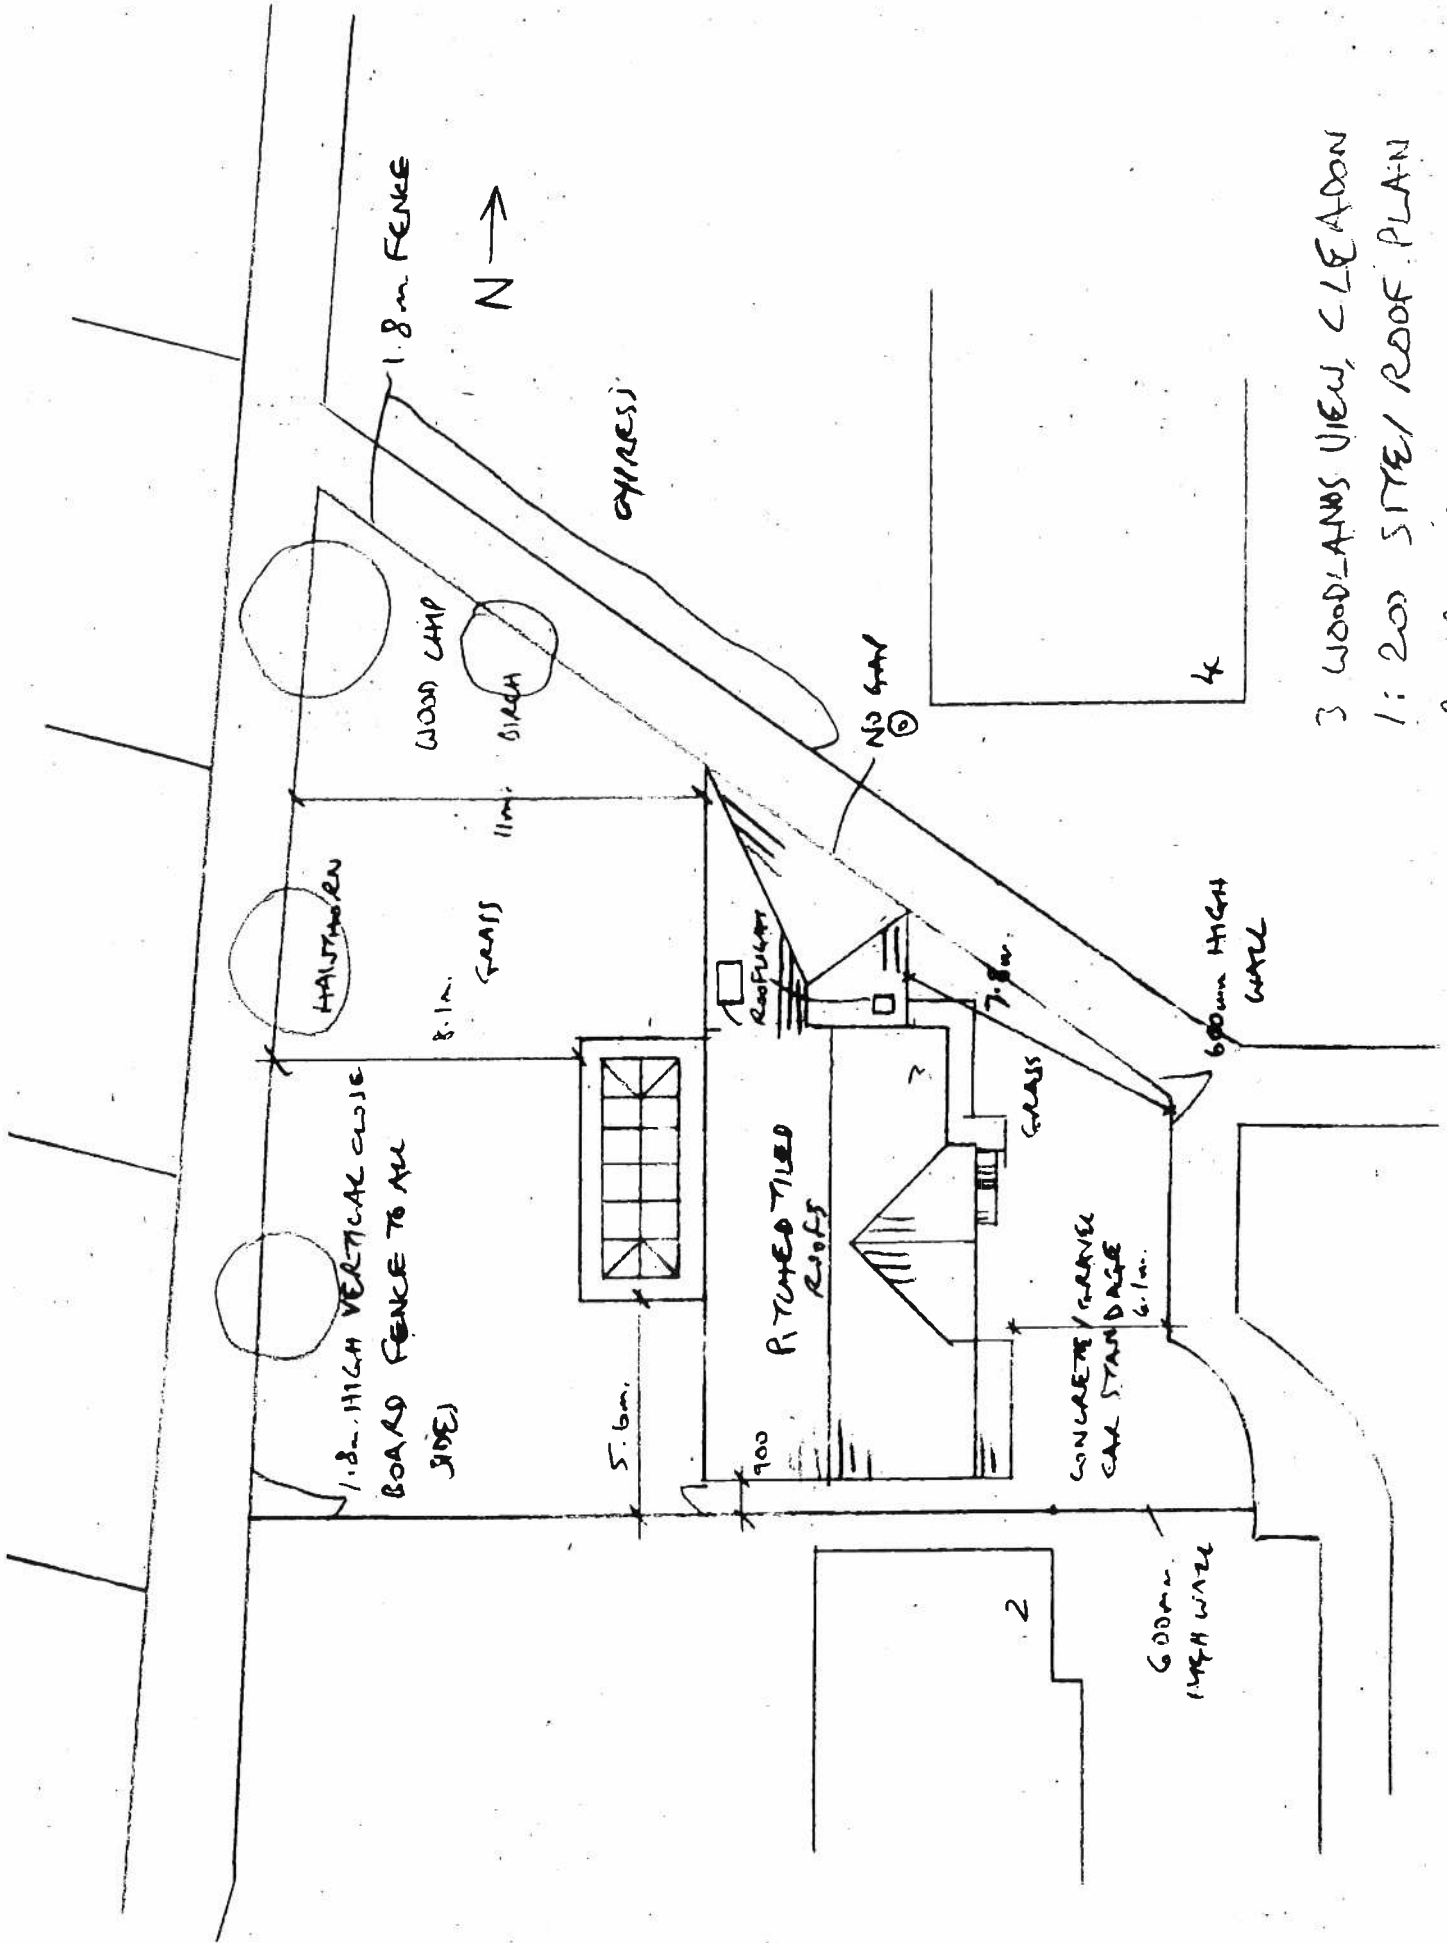 1.8m FENCE
N
CYPRESS
WOOD CHIP
BIRCH
11m.
HAWTHORN
8.1m.
GRASS
ROOFLIGHT
NO GAP
4
7.8m.
600mm HIGH
WALL
1.8m. HIGH VERTICAL CLOSE
BOARD FENCE TO ALL
SIDES
5.6m.
900
PITCHED TILED
ROOFS
3
GRASS
CONCRETE/GRAVEL
CAR STANDAGE
6.1m.
2
600mm.
HIGH WALL
3 WOODLANDS VIEW, CLEADON
1:200 SITE/ ROOF PLAN